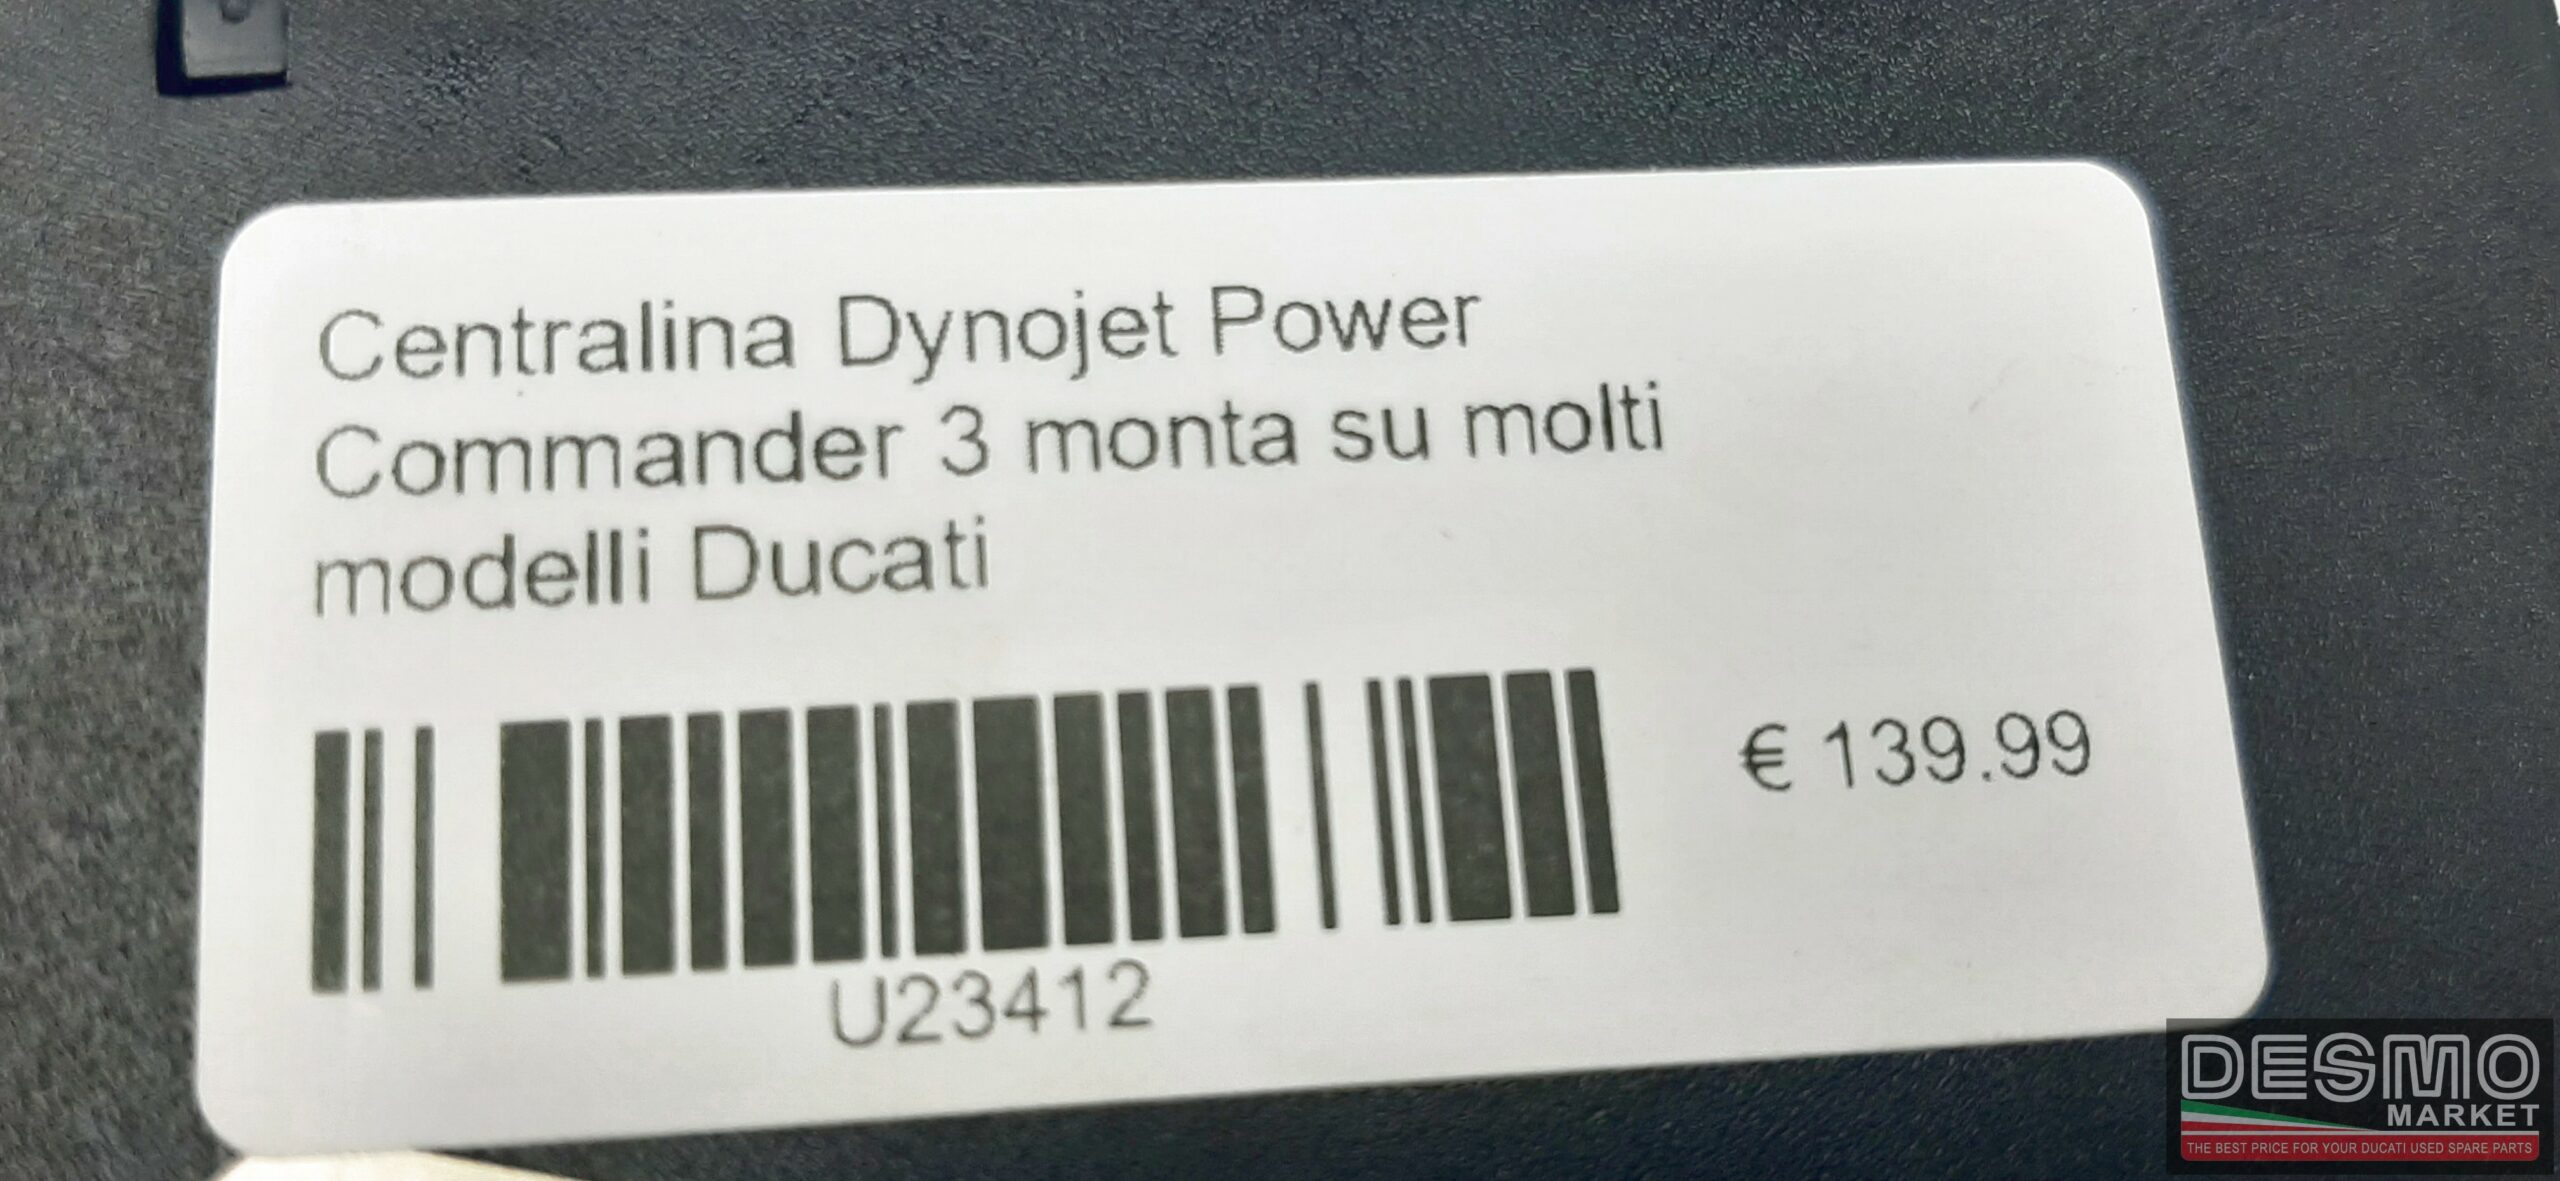 Centralina Dynojet Power
Commander 3 monta su molti
modelli Ducati
€ 139.99
U23412
DESMO
MARKET
THE BEST PRICE FOR YOUR DUCATI USED SPARE PARTS